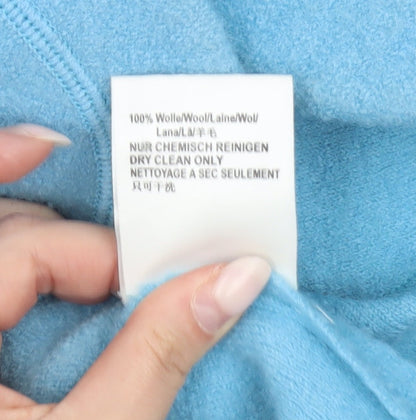 100% Wolle/Wool/Laine/Wol/
Lana/Lã/羊毛
NUR CHEMISCH REINIGEN
DRY CLEAN ONLY
NETTOYAGE A SEC SEULEMENT
只可干洗